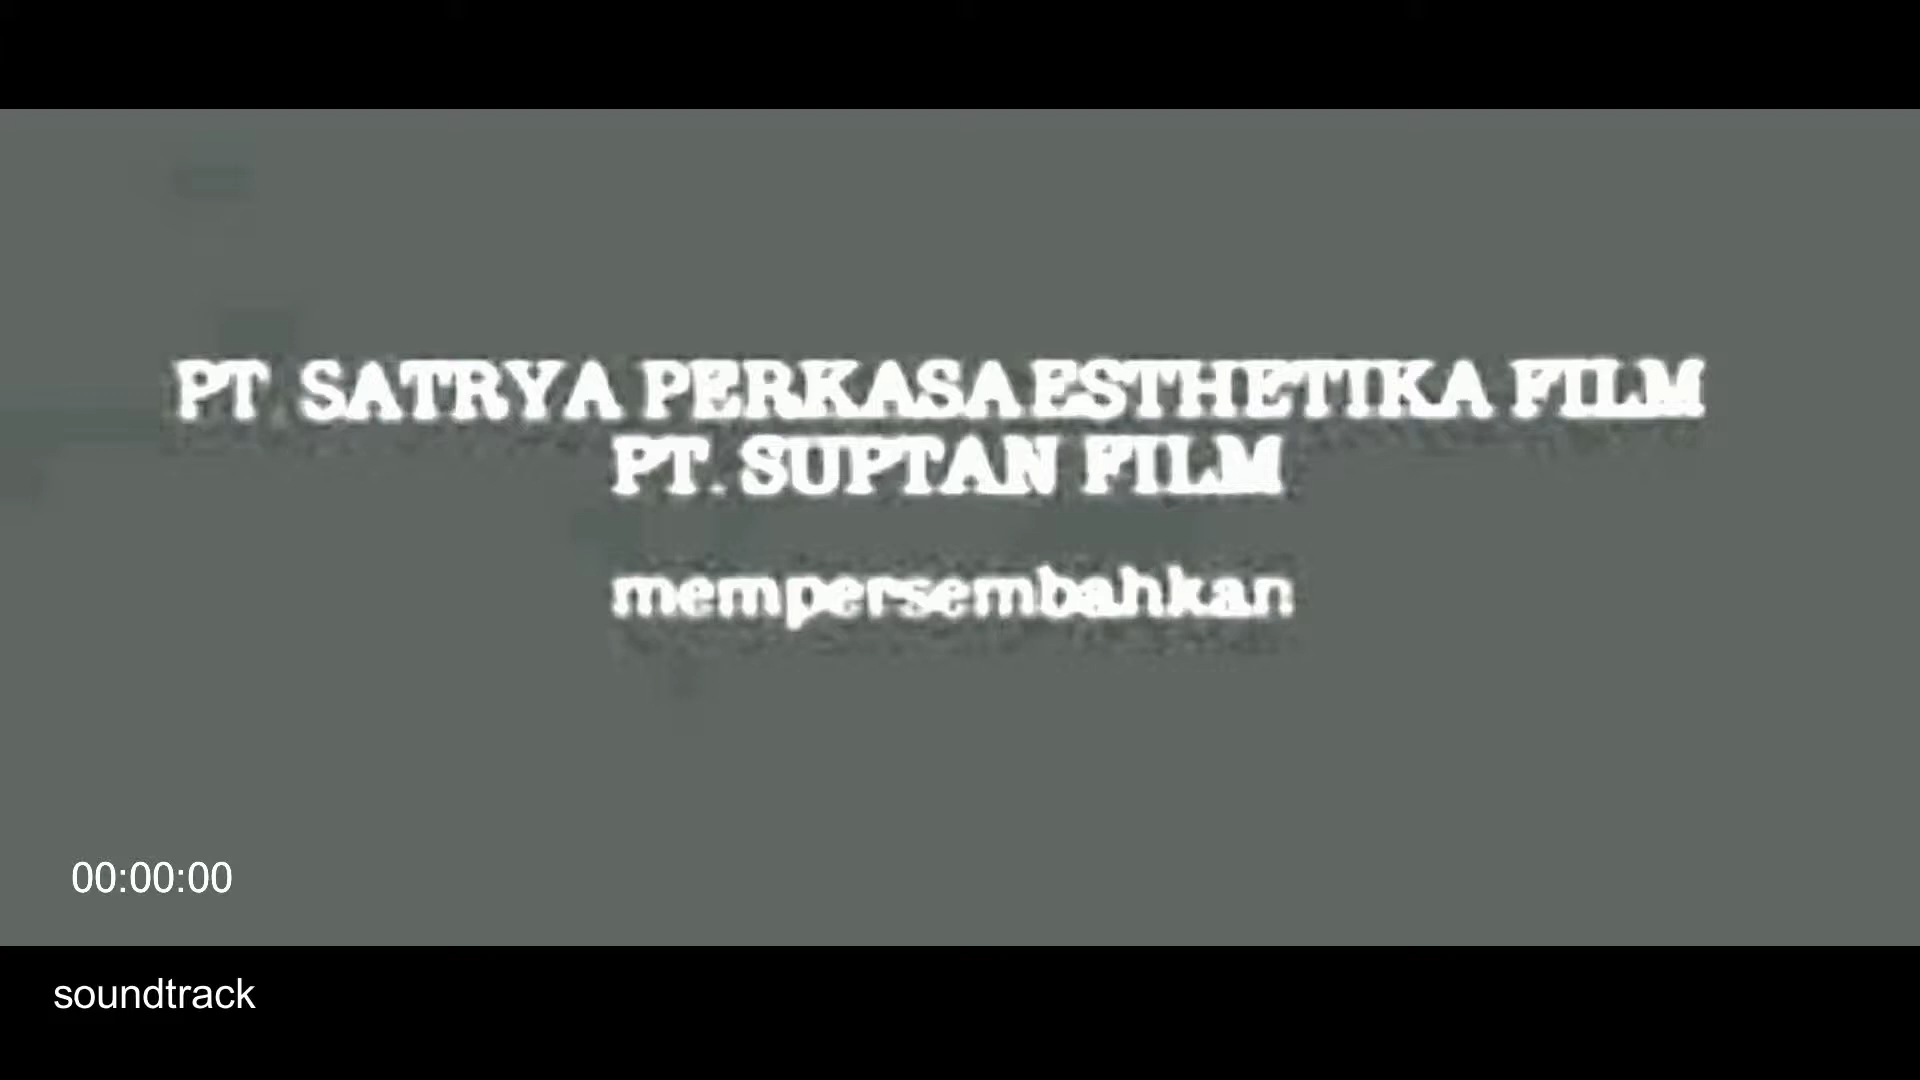 PT. SATRYA PERKASA ESTHETIKA FILM
PT. SUPTAN FILM
mempersembahkan
00:00:00
soundtrack